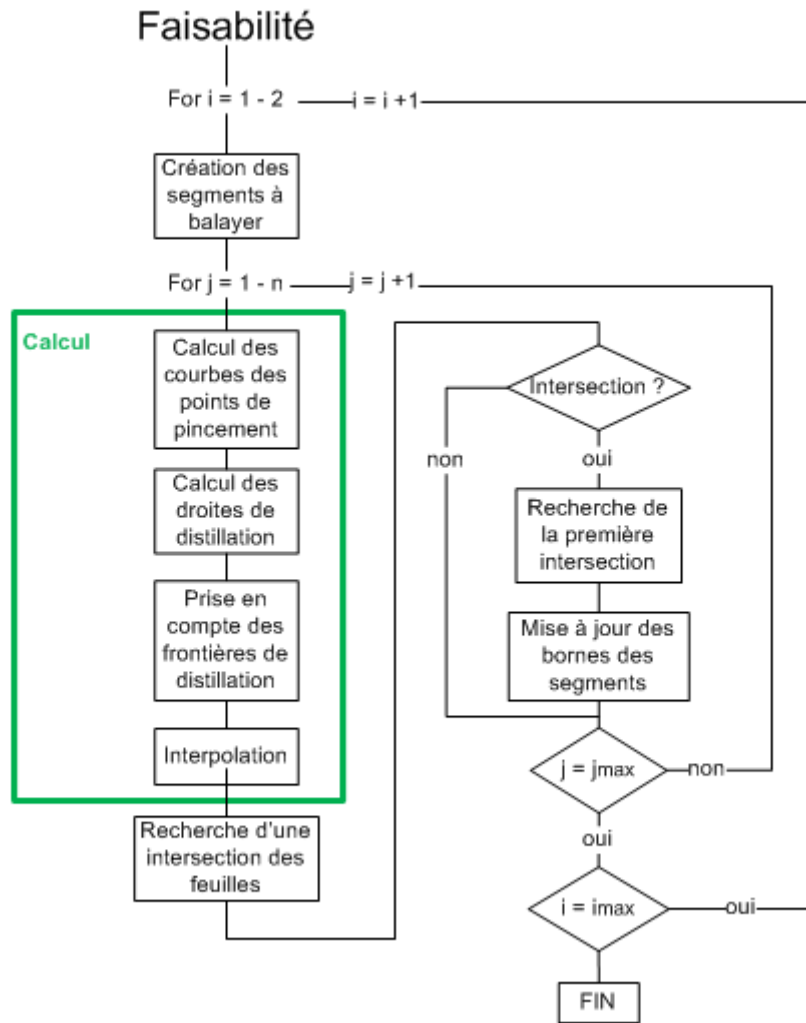 Faisabilité
For i = 1 - 2
i = i +1
Création des
segments à
balayer
For j = 1 - n
j = j +1
Calcul
Calcul des
courbes des
points de
pincement
Calcul des
droites de
distillation
Prise en
compte des
frontières de
distillation
Interpolation
Recherche d'une
intersection des
feuilles
Intersection ?
non
oui
Recherche de
la première
intersection
Mise à jour des
bornes des
segments
j = jmax
non
oui
i = imax
oui
FIN